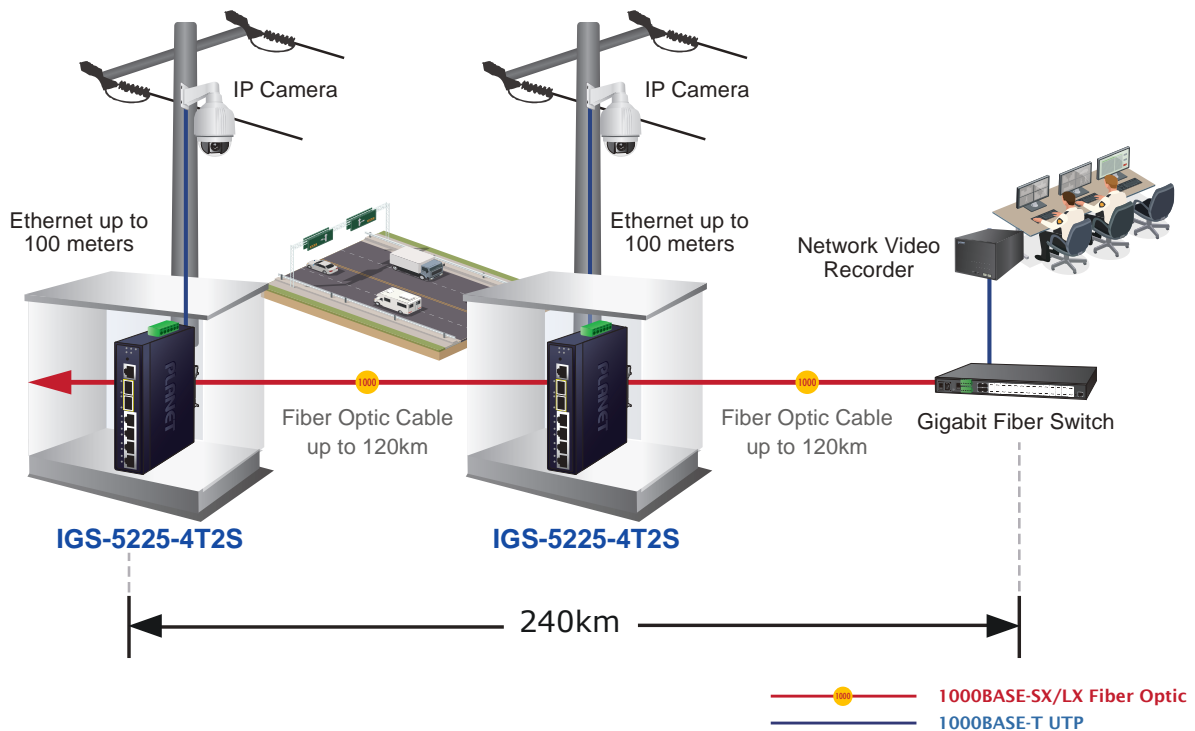 IP Camera
IP Camera
Ethernet up to
100 meters
Ethernet up to
100 meters
Network Video
Recorder
PLANET
PLANET
1000
1000
Fiber Optic Cable
up to 120km
Fiber Optic Cable
up to 120km
Gigabit Fiber Switch
IGS-5225-4T2S
IGS-5225-4T2S
240km
1000
1000BASE-SX/LX Fiber Optic
1000BASE-T UTP